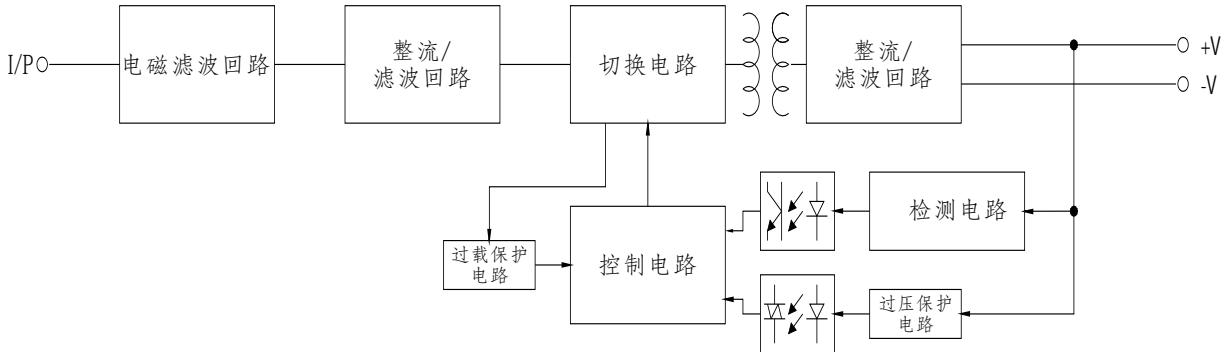 I/P
电磁滤波回路
整流/
滤波回路
切换电路
整流/
滤波回路
+V
-V
过载保护
电路
控制电路
检测电路
过压保护
电路